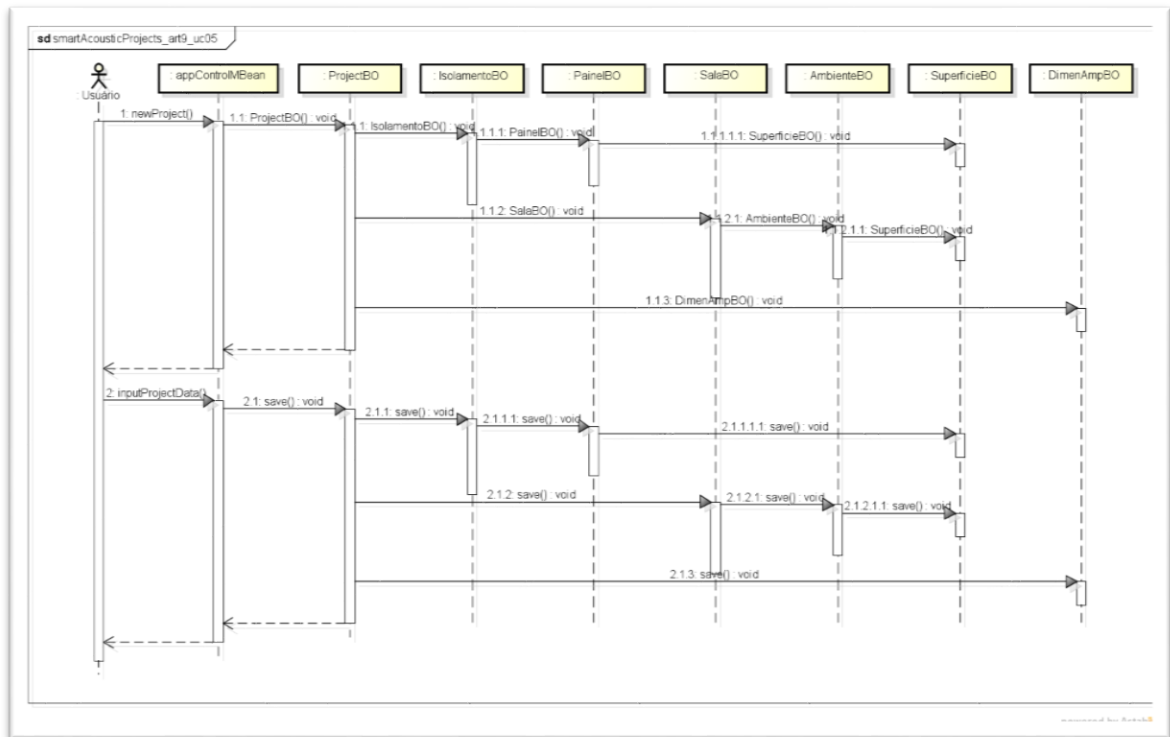 sd smartAcousticProjects_art9_uc05
: Usuário
: appControlMBean
: ProjectBO
: IsolamentoBO
: PainelBO
: SalaBO
: AmbienteBO
: SuperficieBO
: DimenAmpBO
1: newProject()
1.1: ProjectBO() : void
1.1: IsolamentoBO() : void
1.1.1: PainelBO() : void
1.1.1.1.1: SuperficieBO() : void
1.1.2: SalaBO() : void
1.2.1: AmbienteBO() : void
2.1.1: SuperficieBO() : void
1.1.3: DimenAmpBO() : void
2: inputProjectData()
2.1: save() : void
2.1.1: save() : void
2.1.1.1: save() : void
2.1.1.1.1: save() : void
2.1.2: save() : void
2.1.2.1: save() : void
2.1.2.1.1: save() : void
2.1.3: save() : void